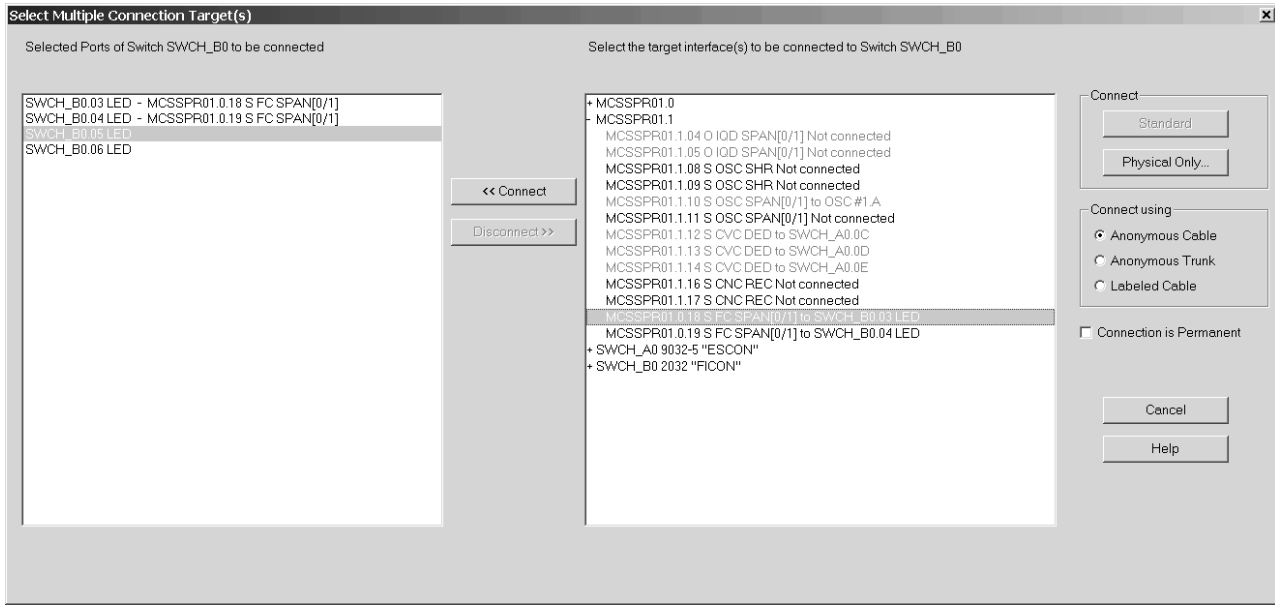 Select Multiple Connection Target(s)
Selected Ports of Switch SWCH_B0 to be connected
Select the target interface(s) to be connected to Switch SWCH_B0
SWCH_B0.03 LED - MCSSPR01.0.18 S FC SPAN[0/1]
SWCH_B0.04 LED - MCSSPR01.0.19 S FC SPAN[0/1]
SWCH_B0.05 LED
SWCH_B0.06 LED
<< Connect
Disconnect >>
+ MCSSPR01.0
- MCSSPR01.1
MCSSPR01.1.04 O IQD SPAN[0/1] Not connected
MCSSPR01.1.05 O IQD SPAN[0/1] Not connected
MCSSPR01.1.08 S OSC SHR Not connected
MCSSPR01.1.09 S OSC SHR Not connected
MCSSPR01.1.10 S OSC SPAN[0/1] to OSC #1.A
MCSSPR01.1.11 S OSC SPAN[0/1] Not connected
MCSSPR01.1.12 S CVC DED to SWCH_A0.0C
MCSSPR01.1.13 S CVC DED to SWCH_A0.0D
MCSSPR01.1.14 S CVC DED to SWCH_A0.0E
MCSSPR01.1.16 S CNC REC Not connected
MCSSPR01.1.17 S CNC REC Not connected
MCSSPR01.0.18 S FC SPAN[0/1] to SWCH_B0.03 LED
MCSSPR01.0.19 S FC SPAN[0/1] to SWCH_B0.04 LED
+ SWCH_A0 9032-5 "ESCON"
+ SWCH_B0 2032 "FICON"
Connect
Standard
Physical Only...
Connect using
Anonymous Cable
Anonymous Trunk
Labeled Cable
Connection is Permanent
Cancel
Help